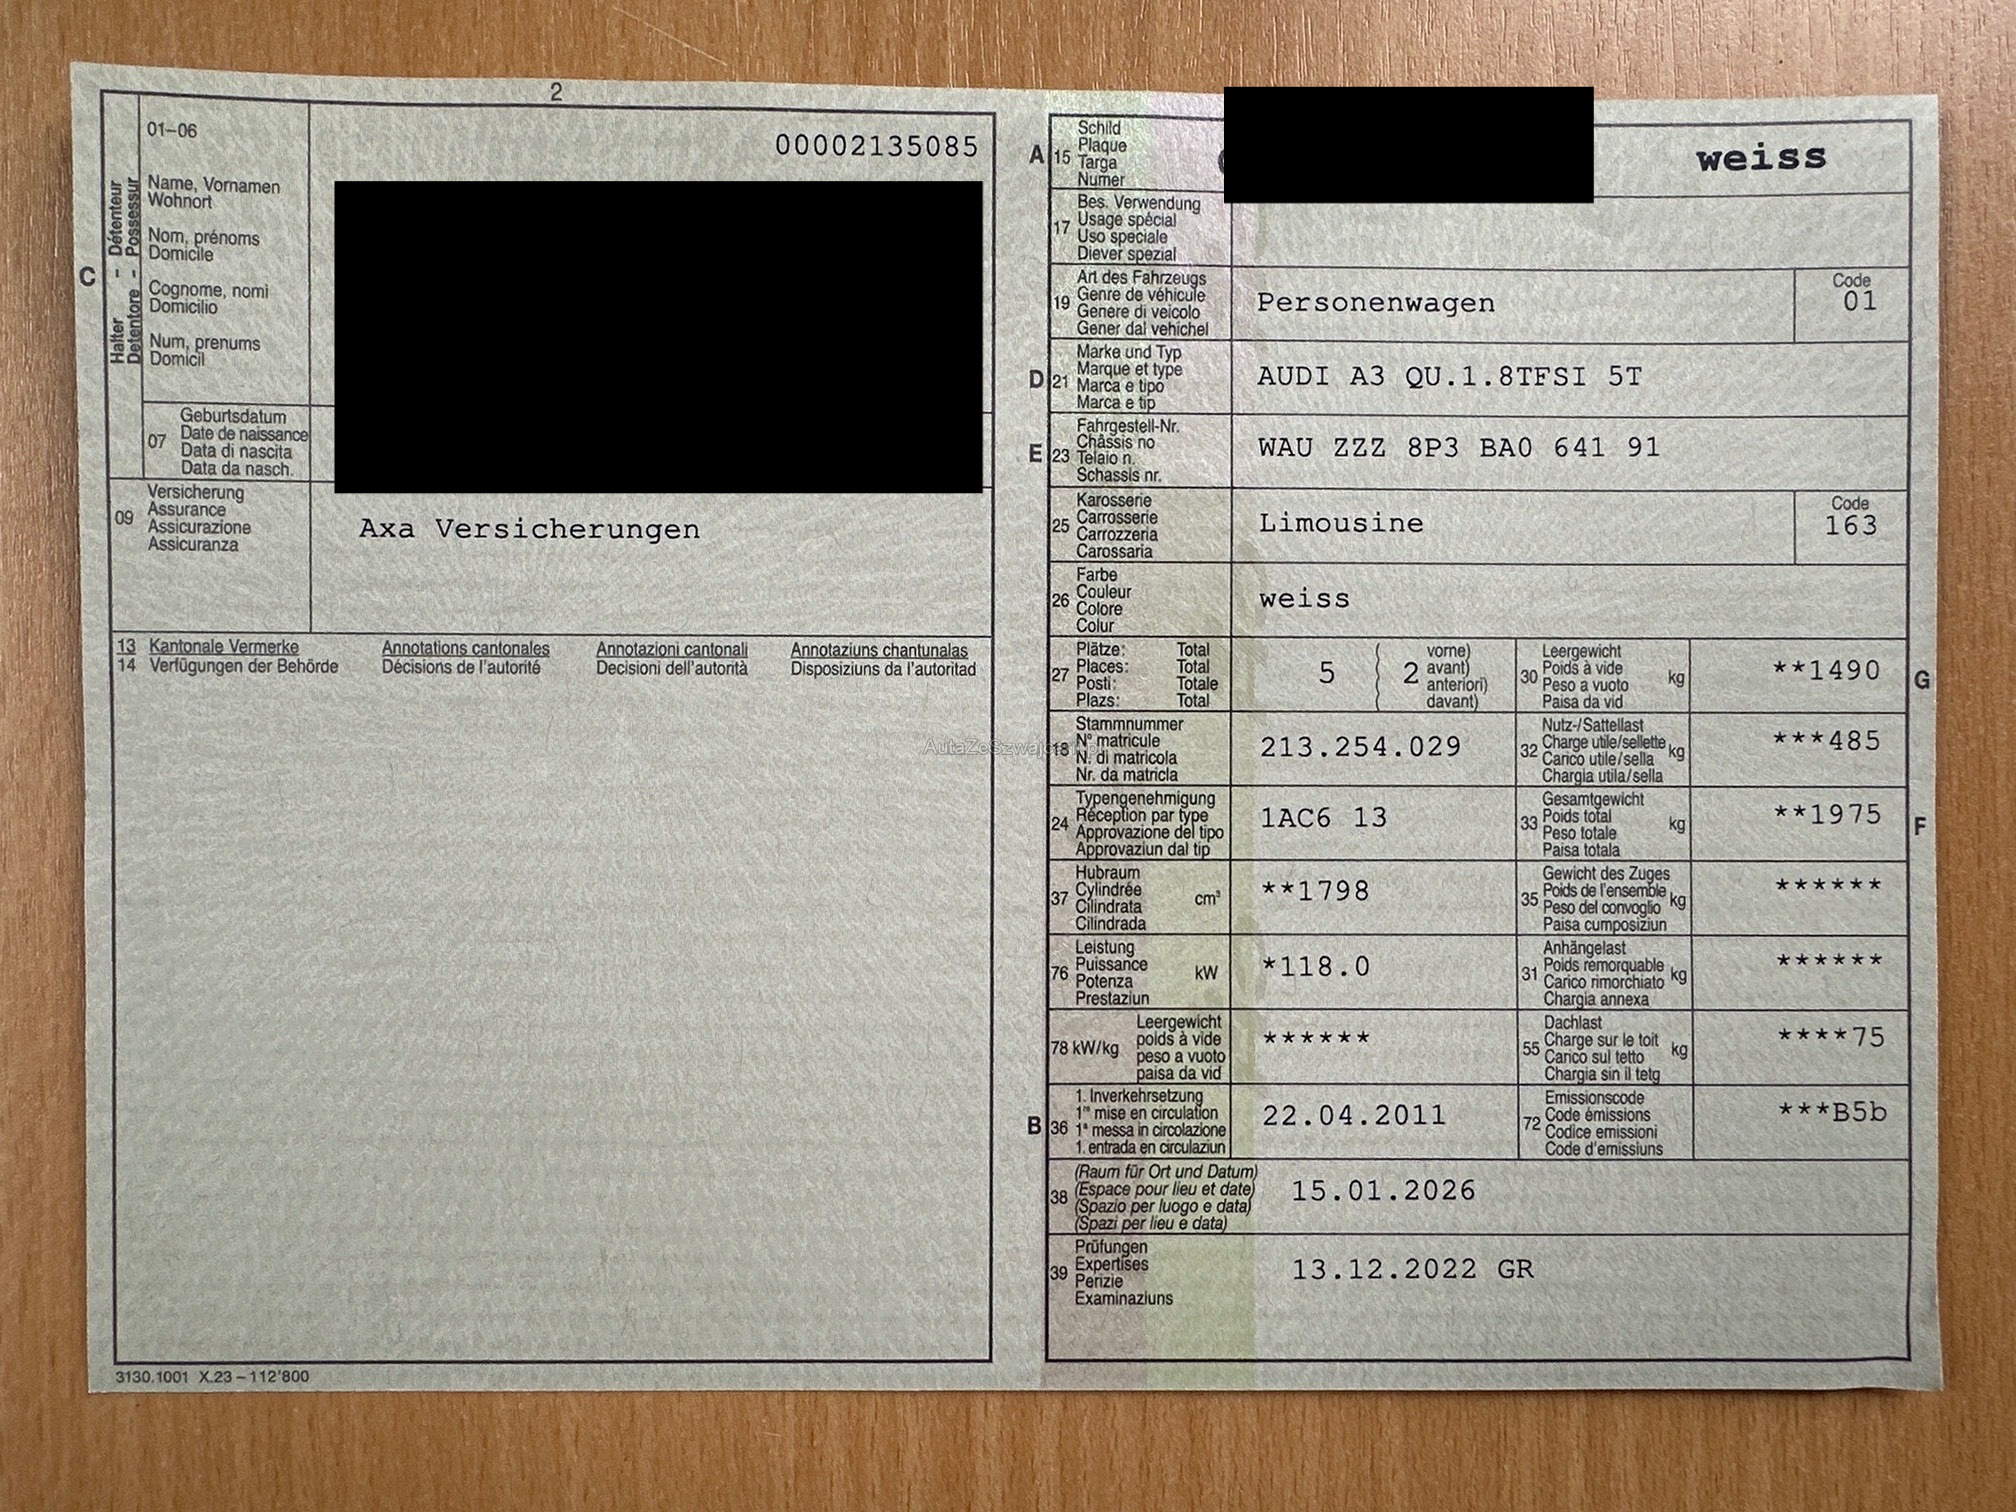 2
01–06
00002135085
Halter - Détenteur
Detentore - Possessur
C
Name, Vornamen
Wohnort
Nom, prénoms
Domicile
Cognome, nomi
Domicilio
Num, prenums
Domicil
07
Geburtsdatum
Date de naissance
Data di nascita
Data da nasch.
09
Versicherung
Assurance
Assicurazione
Assicuranza
Axa Versicherungen
13 Kantonale Vermerke Annotations cantonales Annotazioni cantonali Annotaziuns chantunalas
14 Verfügungen der Behörde Décisions de l'autorité Decisioni dell'autorità Disposiziuns da l'autoritad
3130.1001 X.23 – 112'800
A
15
Schild
Plaque
Targa
Numer
weiss
17
Bes. Verwendung
Usage spécial
Uso speciale
Diever spezial
19
Art des Fahrzeugs
Genre de véhicule
Genere di veicolo
Gener dal vehichel
Personenwagen
Code
01
D
21
Marke und Typ
Marque et type
Marca e tipo
Marca e tip
AUDI A3 QU.1.8TFSI 5T
E
23
Fahrgestell-Nr.
Châssis no
Telaio n.
Schassis nr.
WAU ZZZ 8P3 BA0 641 91
25
Karosserie
Carrosserie
Carrozzeria
Carossaria
Limousine
Code
163
26
Farbe
Couleur
Colore
Colur
weiss
27
Plätze: Total
Places: Total
Posti: Totale
Plazs: Total
5
( 2
vorne)
avant)
anteriori)
davant)
30
Leergewicht
Poids à vide
Peso a vuoto
Paisa da vid
kg
**1490
G
18
Stammnummer
N° matricule
N. di matricola
Nr. da matricla
213.254.029
32
Nutz-/Sattellast
Charge utile/sellette
Carico utile/sella
Chargia utila/sella
kg
***485
24
Typengenehmigung
Réception par type
Approvazione del tipo
Approvaziun dal tip
1AC6 13
33
Gesamtgewicht
Poids total
Peso totale
Paisa totala
kg
**1975
F
37
Hubraum
Cylindrée
Cilindrata
Cilindrada
cm³
**1798
35
Gewicht des Zuges
Poids de l'ensemble
Peso del convoglio
Paisa cumposiziun
kg
******
76
Leistung
Puissance
Potenza
Prestaziun
kW
*118.0
31
Anhängelast
Poids remorquable
Carico rimorchiato
Chargia annexa
kg
******
78 kW/kg
Leergewicht
poids à vide
peso a vuoto
paisa da vid
******
55
Dachlast
Charge sur le toit
Carico sul tetto
Chargia sin il tetg
kg
****75
B
36
1. Inverkehrsetzung
1re mise en circulation
1a messa in circolazione
1. entrada en circulaziun
22.04.2011
72
Emissionscode
Code émissions
Codice emissioni
Code d'emissiuns
***B5b
38
(Raum für Ort und Datum)
(Espace pour lieu et date)
(Spazio per luogo e data)
(Spazi per lieu e data)
15.01.2026
39
Prüfungen
Expertises
Perizie
Examinaziuns
13.12.2022 GR